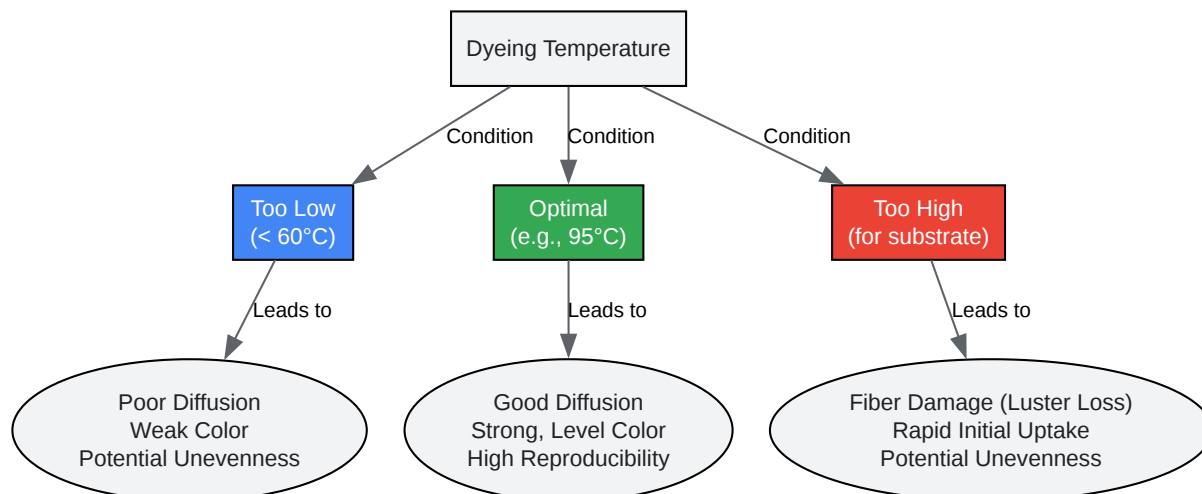 Dyeing Temperature
Condition
Condition
Condition
Too Low
(< 60°C)
Optimal
(e.g., 95°C)
Too High
(for substrate)
Leads to
Leads to
Leads to
Poor Diffusion
Weak Color
Potential Unevenness
Good Diffusion
Strong, Level Color
High Reproducibility
Fiber Damage (Luster Loss)
Rapid Initial Uptake
Potential Unevenness